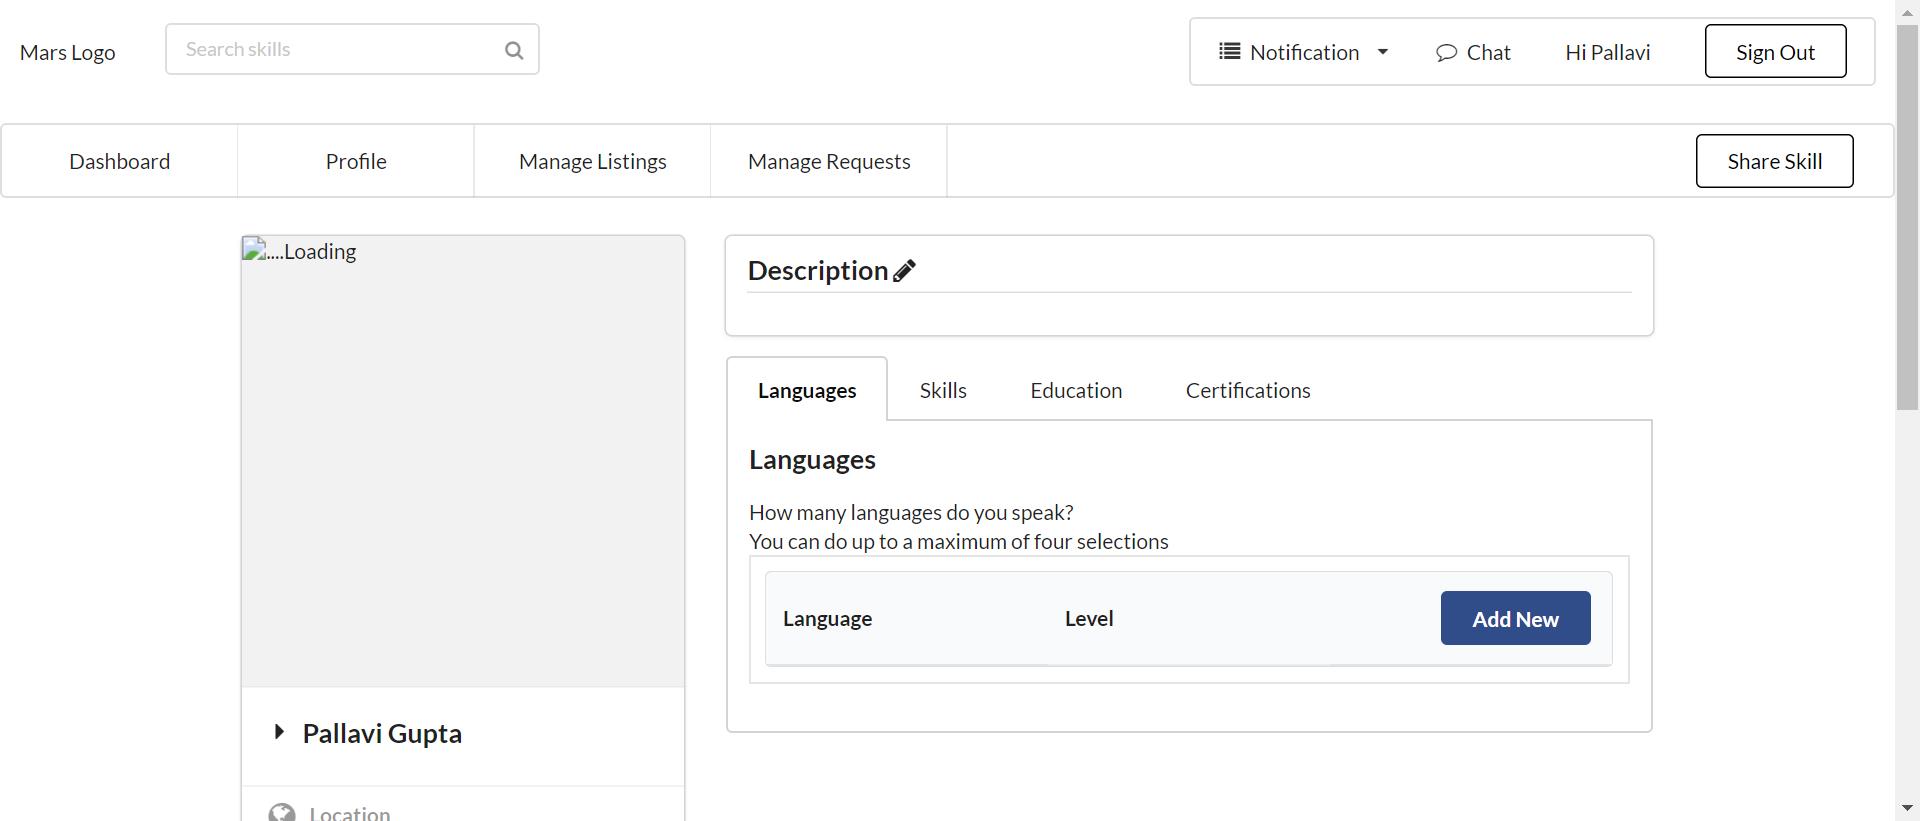 Mars Logo
Search skills
Notification
Chat
Hi Pallavi
Sign Out
Dashboard
Profile
Manage Listings
Manage Requests
Share Skill
....Loading
Pallavi Gupta
Location
Description
Languages
Skills
Education
Certifications
Languages
How many languages do you speak?
You can do up to a maximum of four selections
Language
Level
Add New